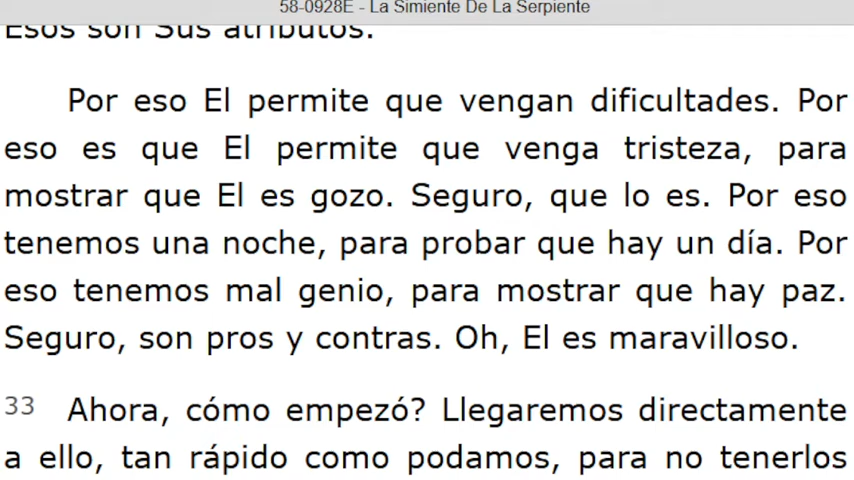 58-0928E - La Simiente De La Serpiente
Esos son Sus atributos.
Por eso El permite que vengan dificultades. Por
eso es que El permite que venga tristeza, para
mostrar que El es gozo. Seguro, que lo es. Por eso
tenemos una noche, para probar que hay un día. Por
eso tenemos mal genio, para mostrar que hay paz.
Seguro, son pros y contras. Oh, El es maravilloso.
33 Ahora, cómo empezó? Llegaremos directamente
a ello, tan rápido como podamos, para no tenerlos